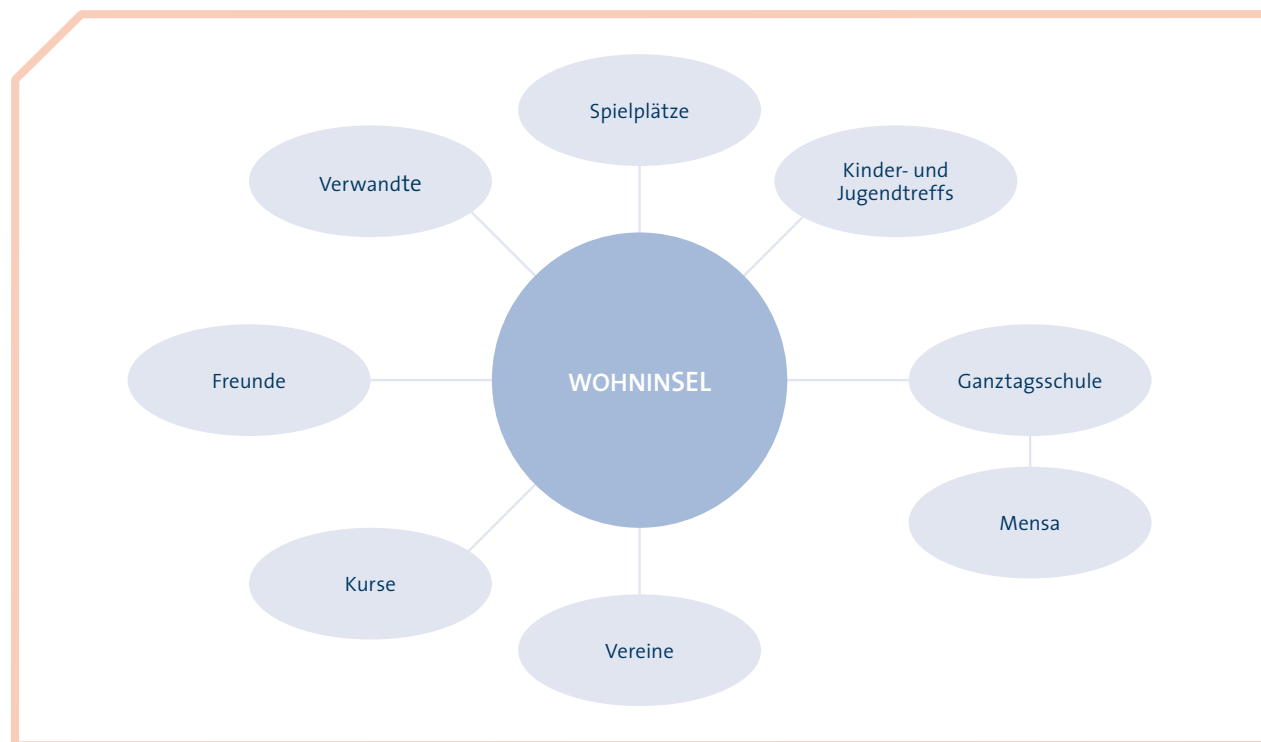 Spielplätze
Verwandte
Kinder- und
Jugendtreffs
Freunde
WOHNINSEL
Ganztagsschule
Mensa
Kurse
Vereine